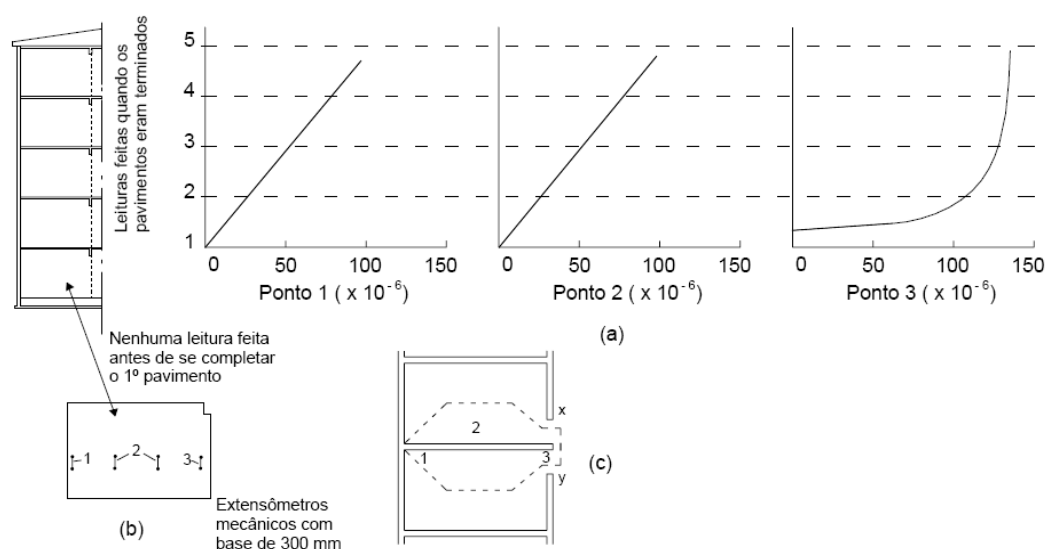 Leituras feitas quando os
pavimentos eram terminados
5
4
3
2
1
0 50 100 150
Ponto 1 ( x 10⁻⁶)
0 50 100 150
Ponto 2 ( x 10⁻⁶)
0 50 100 150
Ponto 3 ( x 10⁻⁶)
(a)
Nenhuma leitura feita
antes de se completar
o 1º pavimento
1
2
3
(b)
Extensômetros
mecânicos com
base de 300 mm
x
2
1
3
y
(c)